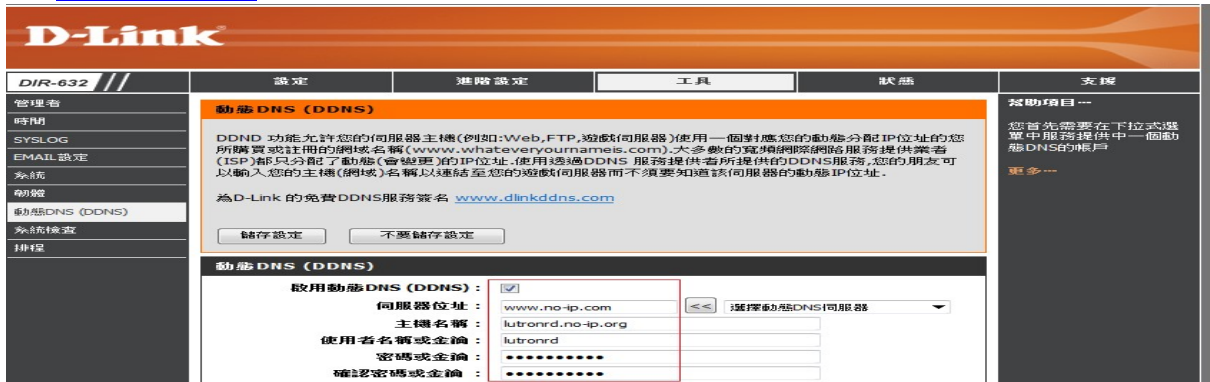 D-Link
DIR-632 // 設定 進階設定 工具 狀態 支援
管理者
時間
SYSLOG
EMAIL設定
系統
韌體
動態DNS (DDNS)
系統檢查
排程
動態DNS (DDNS)
DDND 功能允許您的伺服器主機(例如:Web,FTP,遊戲伺服器)使用一個對應您的動態分配IP位址的您
所購買或註冊的網域名稱(www.whateveryournameis.com).大多數的寬頻網際網路服務提供業者
(ISP)都只分配了動態(會變更)的IP位址.使用透過DDNS 服務提供者所提供的DDNS服務,您的朋友可
以輸入您的主機(網域)名稱以連結至您的遊戲伺服器而不須要知道該伺服器的動態IP位址.
為D-Link 的免費DDNS服務簽名 www.dlinkddns.com
儲存設定 不要儲存設定
動態DNS (DDNS)
啟用動態DNS (DDNS) :
伺服器位址 : www.no-ip.com << 選擇動態DNS伺服器
主機名稱 : lutronrd.no-ip.org
使用者名稱或金鑰 : lutronrd
密碼或金鑰 : ••••••••••
確認密碼或金鑰 : ••••••••••
幫助項目…
您首先需要在下拉式選
單中服務提供中一個動
態DNS的帳戶
更多…